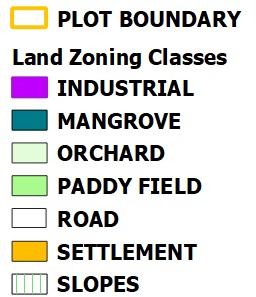 PLOT BOUNDARY
Land Zoning Classes
INDUSTRIAL
MANGROVE
ORCHARD
PADDY FIELD
ROAD
SETTLEMENT
SLOPES